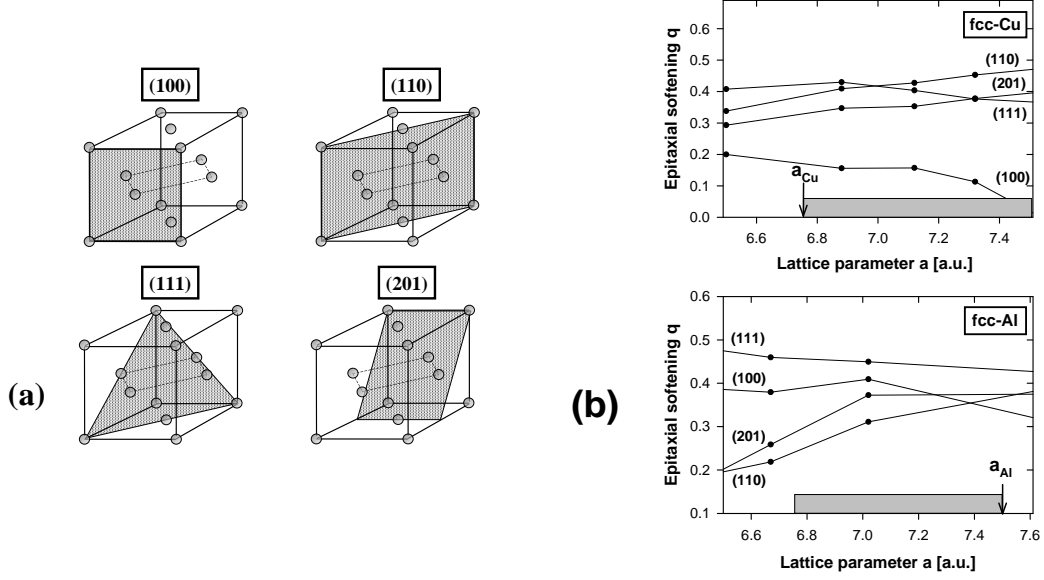 (100)
(110)
(111)
(201)
(a)
(b)
Epitaxial softening q
0.6
0.5
0.4
0.3
0.2
0.1
0.0
fcc-Cu
(110)
(201)
(111)
(100)
aCu
6.6 6.8 7.0 7.2 7.4
Lattice parameter a [a.u.]
Epitaxial softening q
0.6
0.5
0.4
0.3
0.2
0.1
fcc-Al
(111)
(100)
(201)
(110)
aAl
6.6 6.8 7.0 7.2 7.4 7.6
Lattice parameter a [a.u.]